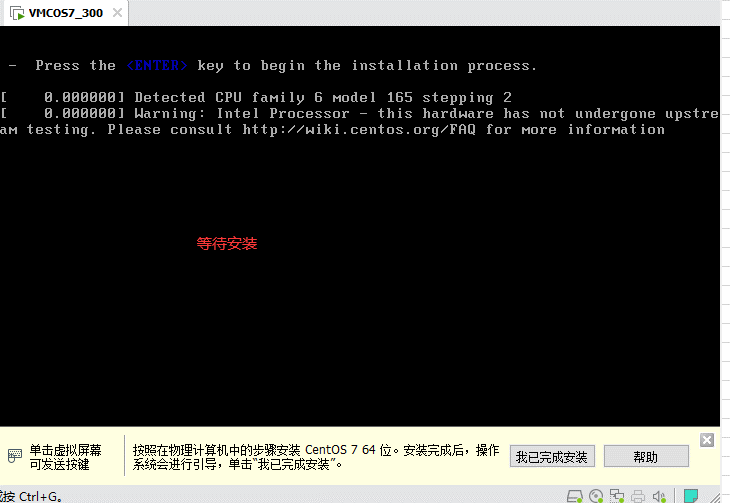 VMCOS7_300
- Press the <ENTER> key to begin the installation process.
[    0.000000] Detected CPU family 6 model 165 stepping 2
[    0.000000] Warning: Intel Processor - this hardware has not undergone upstre
am testing. Please consult http://wiki.centos.org/FAQ for more information
等待安装
单击虚拟屏幕
可发送按键
按照在物理计算机中的步骤安装 CentOS 7 64 位。安装完成后，操作
系统会进行引导，单击“我已完成安装”。
我已完成安装
帮助
按 Ctrl+G。